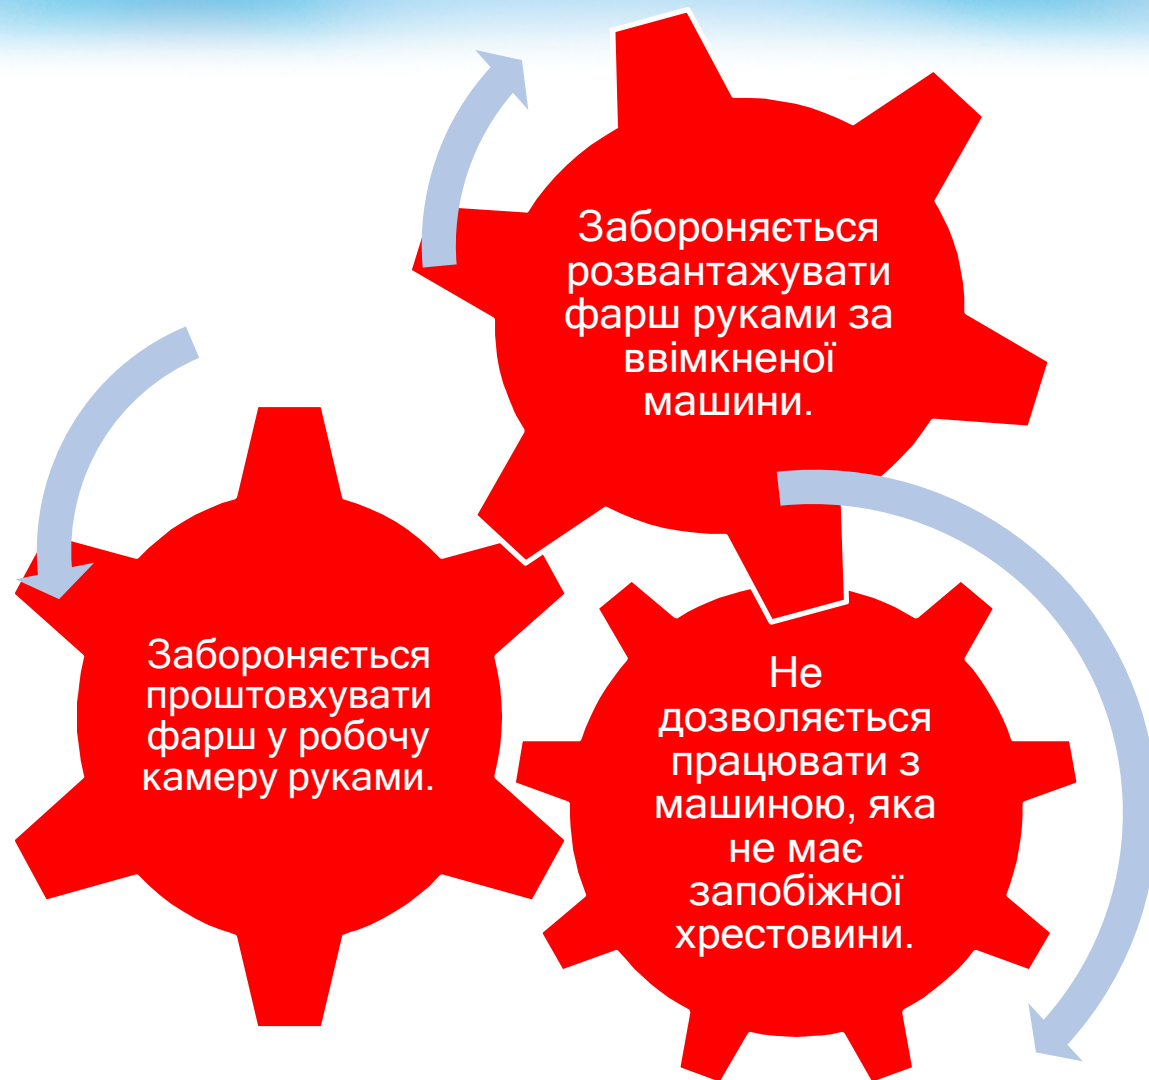 Забороняється
розвантажувати
фарш руками за
ввімкненої
машини.
Забороняється
проштовхувати
фарш у робочу
камеру руками.
Не
дозволяється
працювати з
машиною, яка
не має
запобіжної
хрестовини.